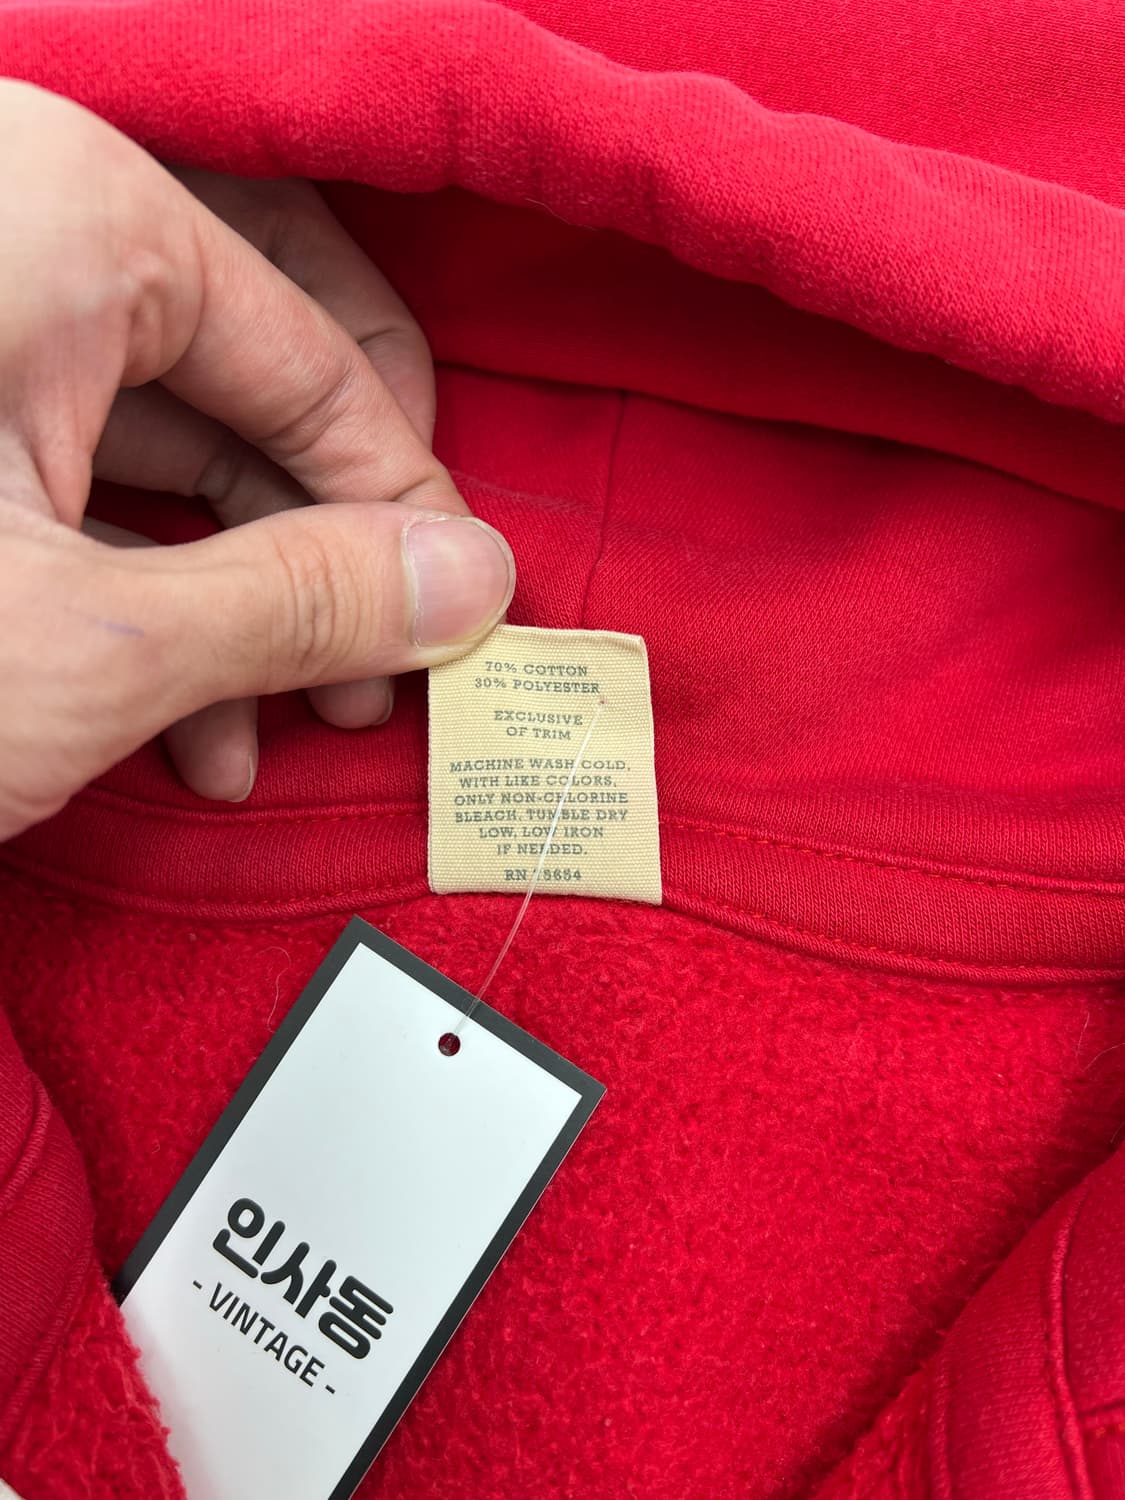 70% COTTON
30% POLYESTER
EXCLUSIVE
OF TRIM
MACHINE WASH COLD,
WITH LIKE COLORS,
ONLY NON-CHLORINE
BLEACH, TUMBLE DRY
LOW, LOW IRON
IF NEEDED.
RN
인사동
- VINTAGE -